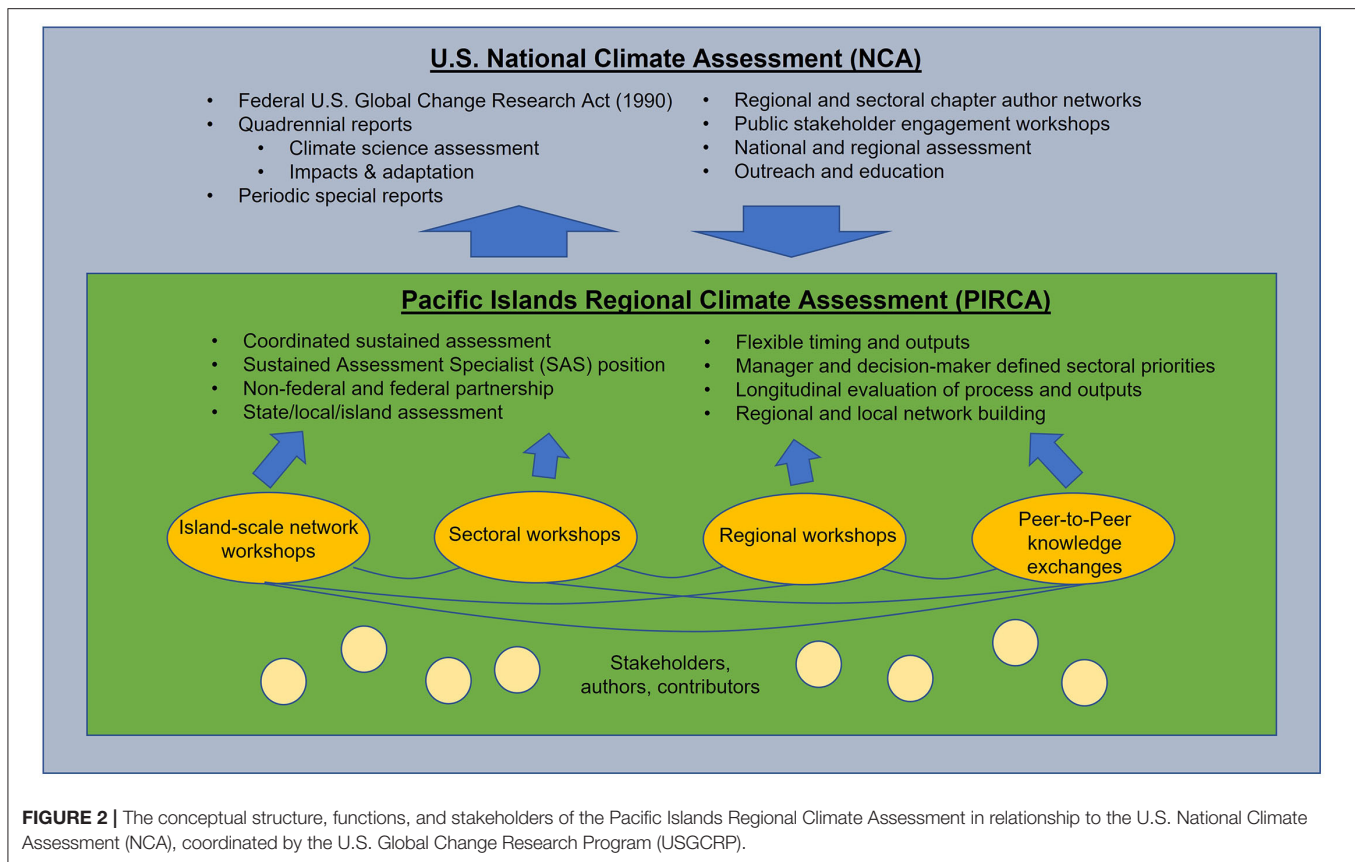 U.S. National Climate Assessment (NCA)
• Federal U.S. Global Change Research Act (1990)
• Quadrennial reports
• Climate science assessment
• Impacts & adaptation
• Periodic special reports
• Regional and sectoral chapter author networks
• Public stakeholder engagement workshops
• National and regional assessment
• Outreach and education
Pacific Islands Regional Climate Assessment (PIRCA)
• Coordinated sustained assessment
• Sustained Assessment Specialist (SAS) position
• Non-federal and federal partnership
• State/local/island assessment
• Flexible timing and outputs
• Manager and decision-maker defined sectoral priorities
• Longitudinal evaluation of process and outputs
• Regional and local network building
Island-scale network
workshops
Sectoral workshops
Regional workshops
Peer-to-Peer
knowledge
exchanges
Stakeholders,
authors, contributors
FIGURE 2 | The conceptual structure, functions, and stakeholders of the Pacific Islands Regional Climate Assessment in relationship to the U.S. National Climate
Assessment (NCA), coordinated by the U.S. Global Change Research Program (USGCRP).